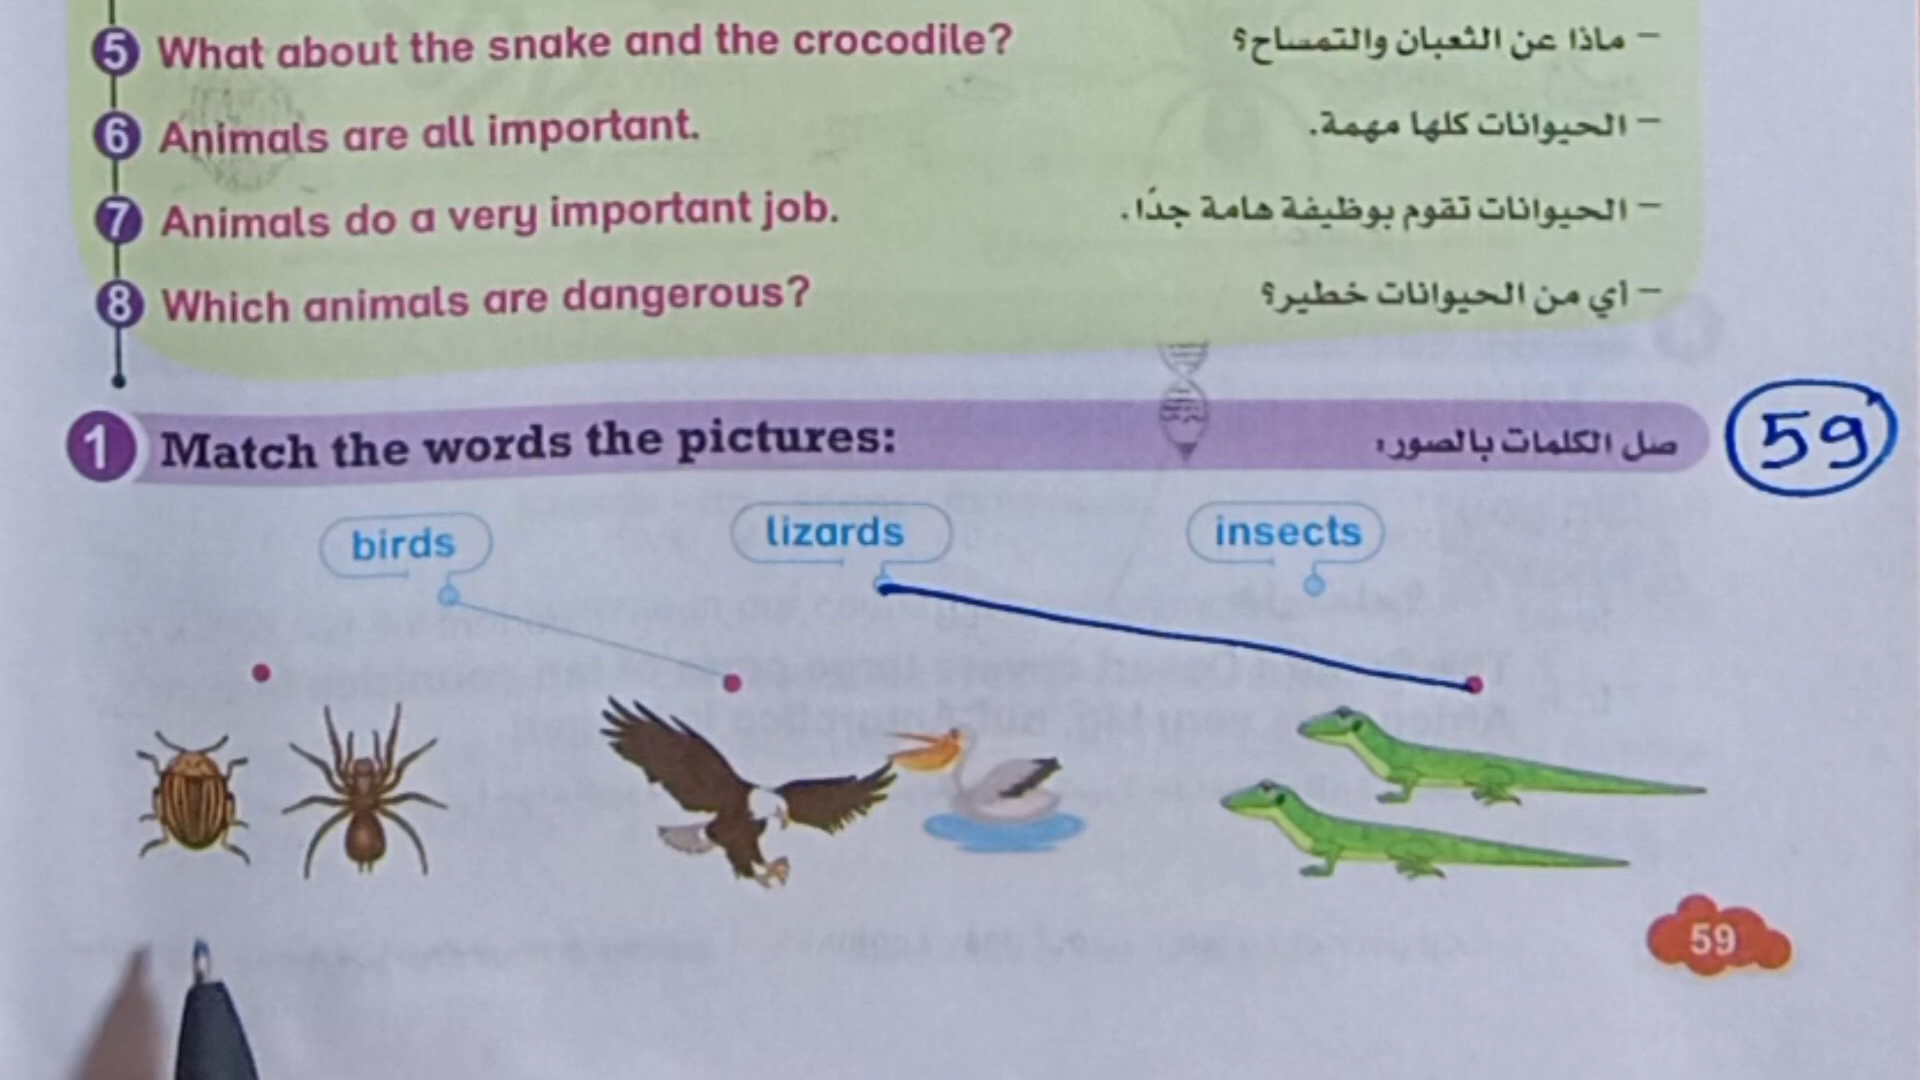 5 What about the snake and the crocodile? – ماذا عن الثعبان والتمساح؟
6 Animals are all important. – الحيوانات كلها مهمة.
7 Animals do a very important job. – الحيوانات تقوم بوظيفة هامة جدًا.
8 Which animals are dangerous? – أي من الحيوانات خطير؟
1 Match the words the pictures: صل الكلمات بالصور: 59
birds lizards insects
59